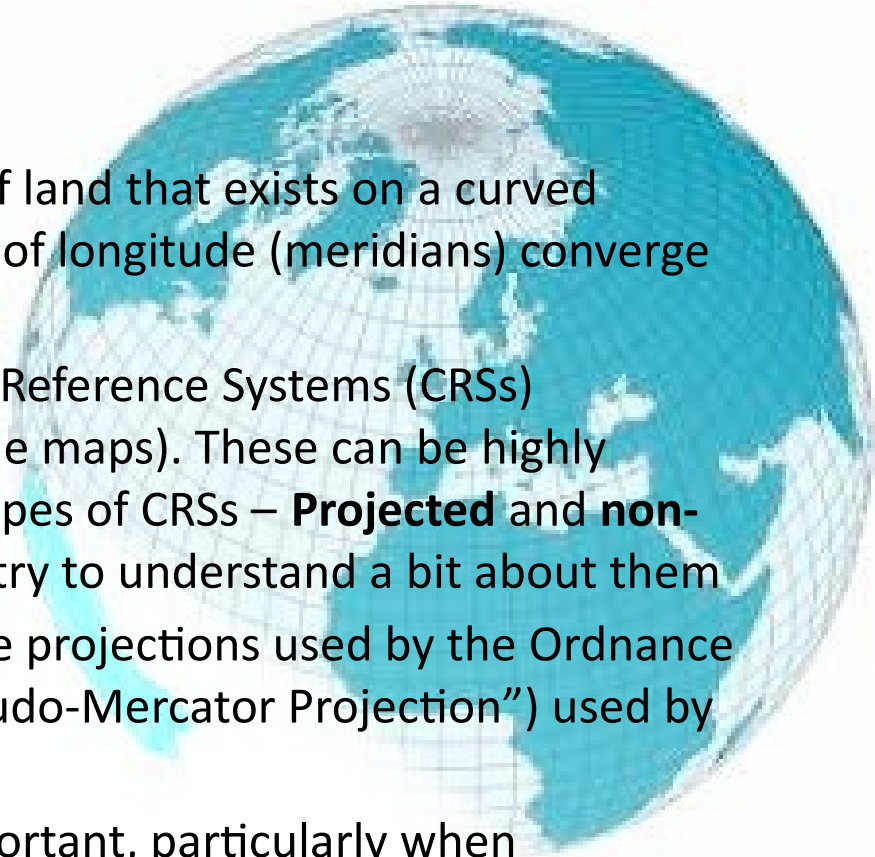 f land that exists on a curved
of longitude (meridians) converge
Reference Systems (CRSs)
e maps). These can be highly
pes of CRSs – Projected and non-
try to understand a bit about them
e projections used by the Ordnance
udo-Mercator Projection”) used by
ortant, particularly when